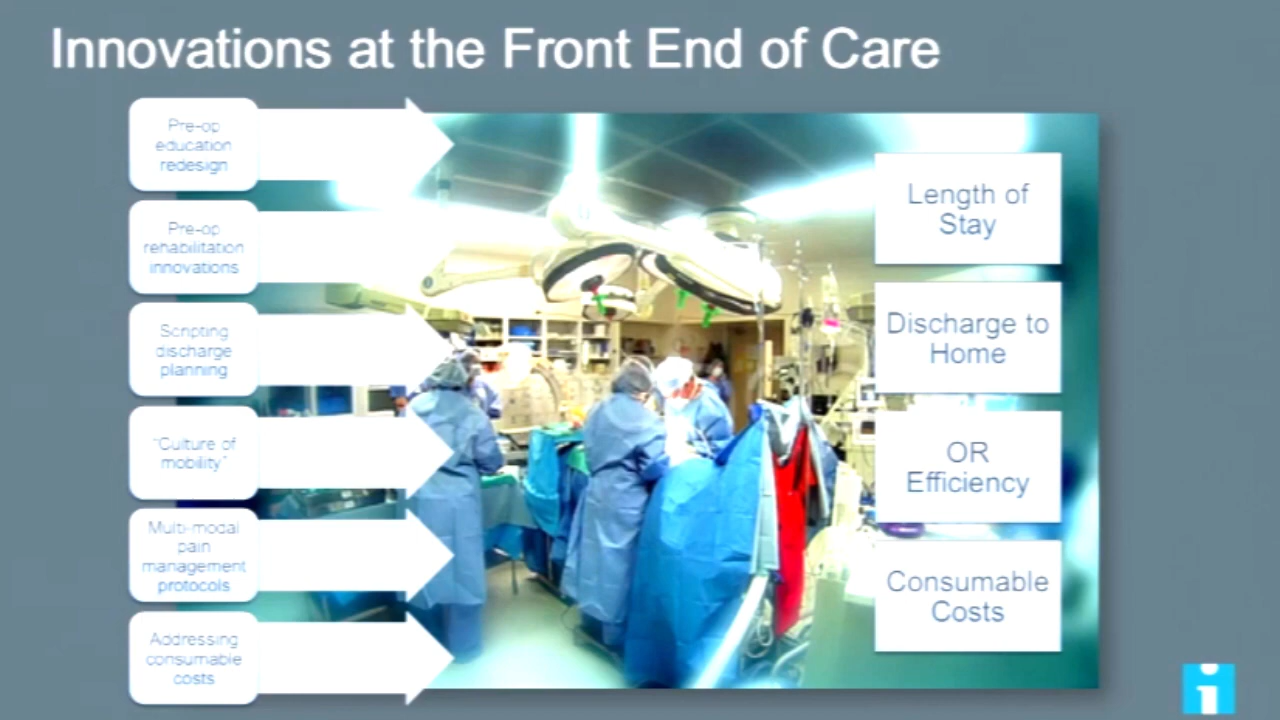 Innovations at the Front End of Care
Pre-op
education
redesign
Pre-op
rehabilitation
innovations
Scripting
discharge
planning
"Culture of
mobility"
Multi-modal
pain
management
protocols
Addressing
consumable
costs
Length of
Stay
Discharge to
Home
OR
Efficiency
Consumable
Costs